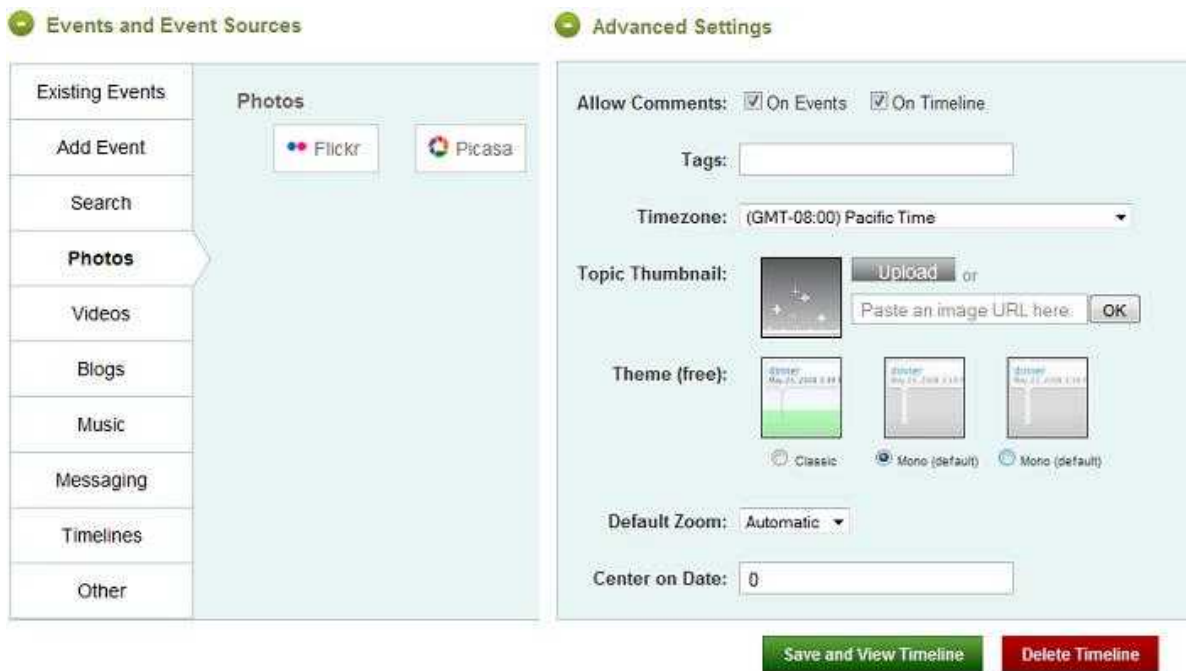 Events and Event Sources
Existing Events
Add Event
Search
Photos
Videos
Blogs
Music
Messaging
Timelines
Other
Photos
Flickr
Picasa
Advanced Settings
Allow Comments: On Events On Timeline
Tags:
Timezone: (GMT-08:00) Pacific Time
Topic Thumbnail: Upload or
Paste an image URL here OK
Theme (free):
dinner dinner dinner
Classic Mono (default) Mono (default)
Default Zoom: Automatic
Center on Date: 0
Save and View Timeline Delete Timeline